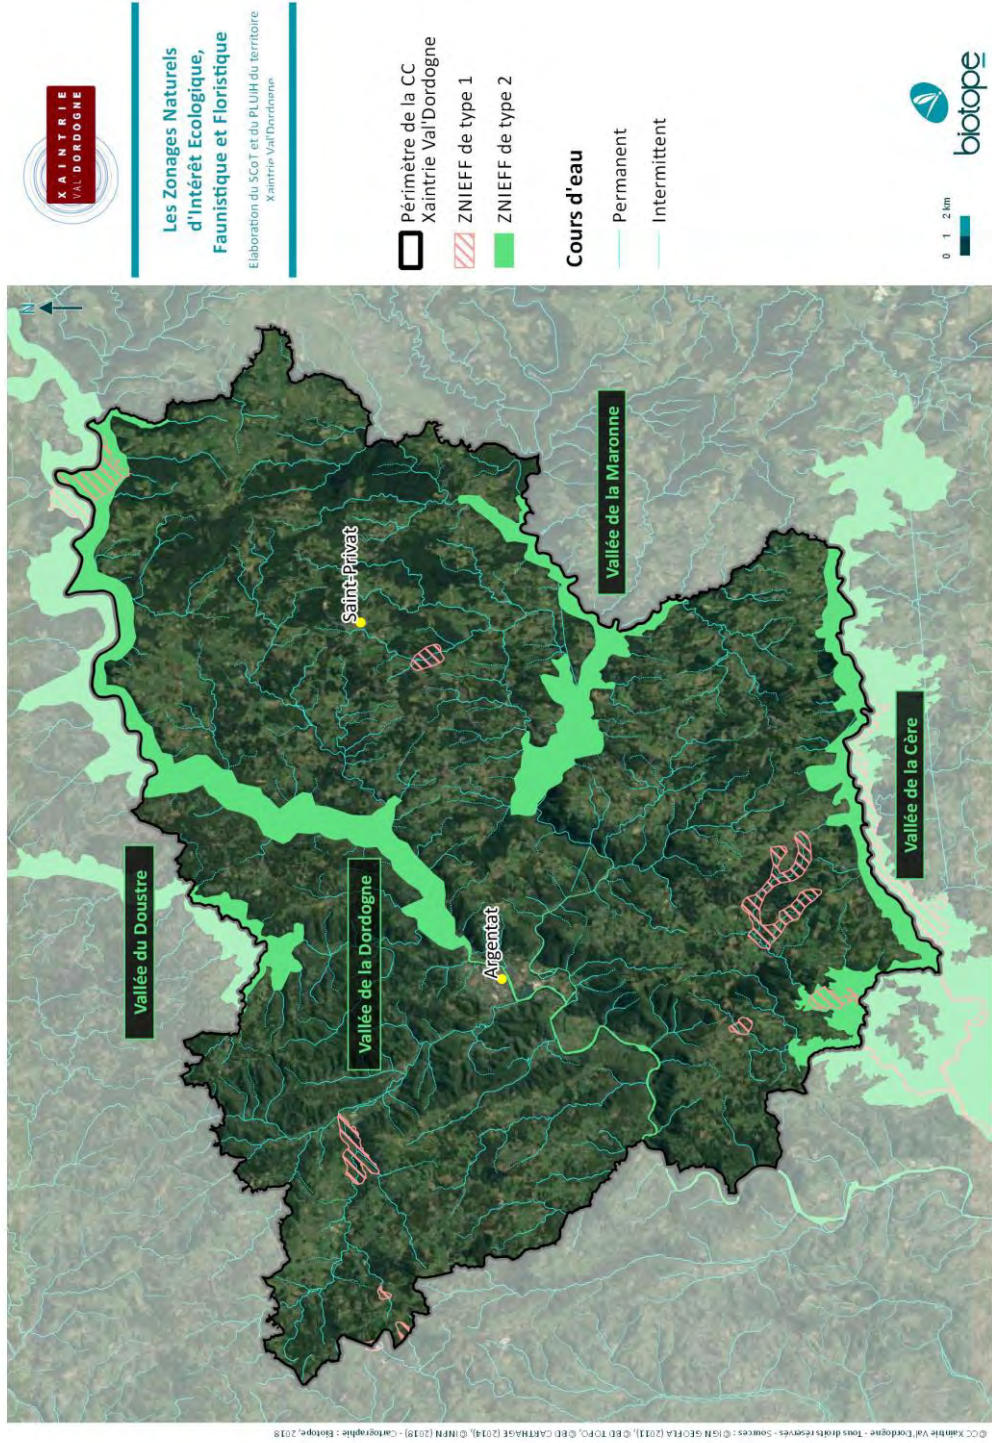 XAINTRIE
VAL'DORDOGNE
Les Zonages Naturels
d'Intérêt Ecologique,
Faunistique et Floristique
Elaboration du SCoT et du PLUiH du territoire
Xaintrie Val'Dordogne
Périmètre de la CC
Xaintrie Val'Dordogne
ZNIEFF de type 1
ZNIEFF de type 2
Cours d'eau
Permanent
Intermittent
0 1 2 km
biotope
N
Vallée du Doustre
Vallée de la Dordogne
Saint-Privat
Argentat
Vallée de la Maronne
Vallée de la Cère
© CC Xaintrie Val'Dordogne - Tous droits réservés - Sources : © IGN GEOFLA (2011), © BD TOPO, © BD CARTHAGE (2014), © INPN (2018) - Cartographie : Biotope, 2018